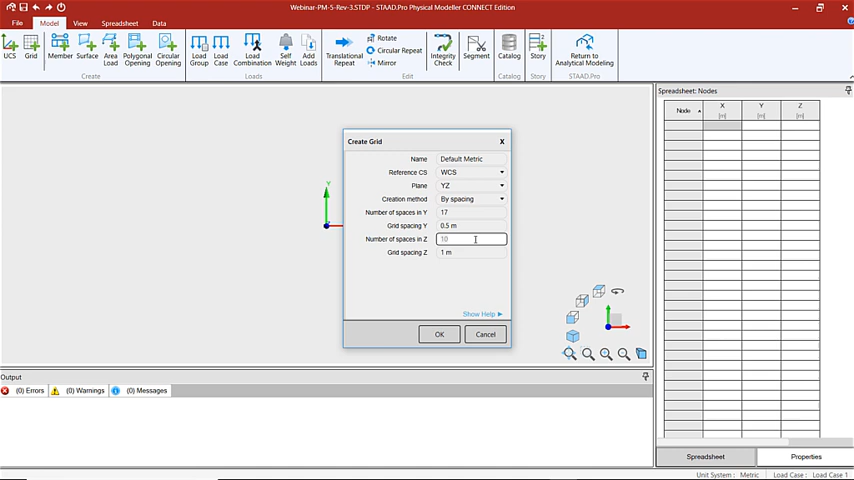 Webinar-PM-5-Rev-3.STDP - STAAD.Pro Physical Modeller CONNECT Edition
File Model View Spreadsheet Data
UCS Grid Member Surface Area Load Polygonal Opening Circular Opening Load Group Load Case Load Combination Self Weight Add Loads Translational Repeat Rotate Circular Repeat Mirror Integrity Check Segment Catalog Story Return to Analytical Modeling
Create Loads Edit Catalog Story STAAD.Pro
Spreadsheet: Nodes
Node X Y Z
[m] [m] [m]
Create Grid X
Name Default Metric
Reference CS WCS
Plane YZ
Creation method By spacing
Number of spaces in Y 17
Grid spacing Y 0.5 m
Number of spaces in Z 10
Grid spacing Z 1 m
Show Help
OK Cancel
Y
Output
(0) Errors (0) Warnings (0) Messages
Spreadsheet Properties
Unit System : Metric Load Case : Load Case 1